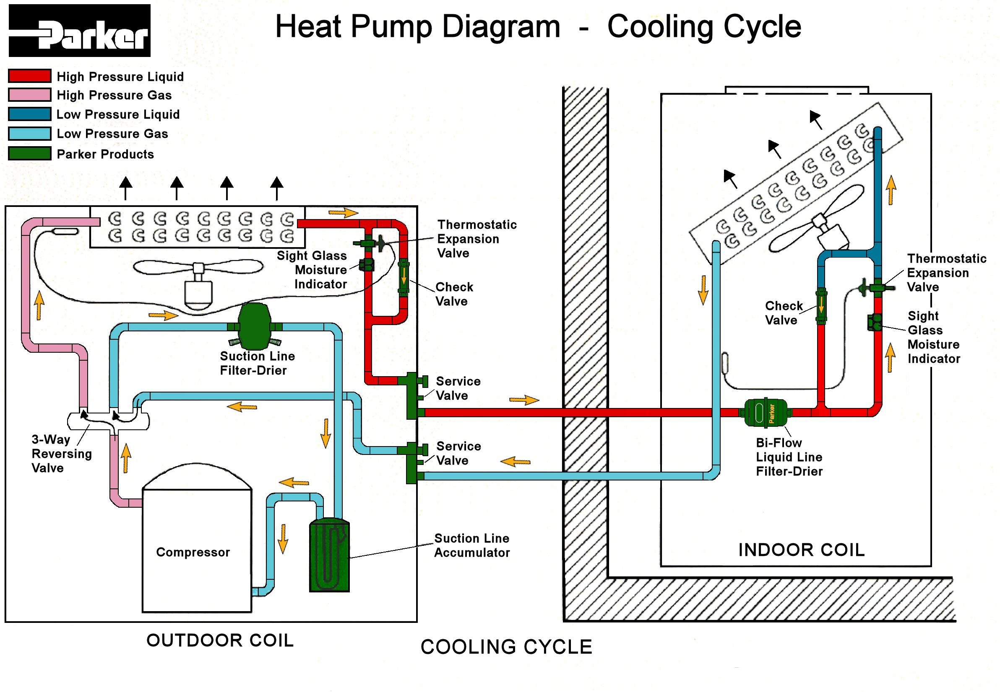 Parker
Heat Pump Diagram - Cooling Cycle
High Pressure Liquid
High Pressure Gas
Low Pressure Liquid
Low Pressure Gas
Parker Products
Thermostatic
Expansion
Valve
Sight Glass
Moisture
Indicator
Check
Valve
Suction Line
Filter-Drier
Service
Valve
3-Way
Reversing
Valve
Service
Valve
Compressor
Suction Line
Accumulator
OUTDOOR COIL
COOLING CYCLE
Thermostatic
Expansion
Valve
Check
Valve
Sight
Glass
Moisture
Indicator
Parker
Bi-Flow
Liquid Line
Filter-Drier
INDOOR COIL